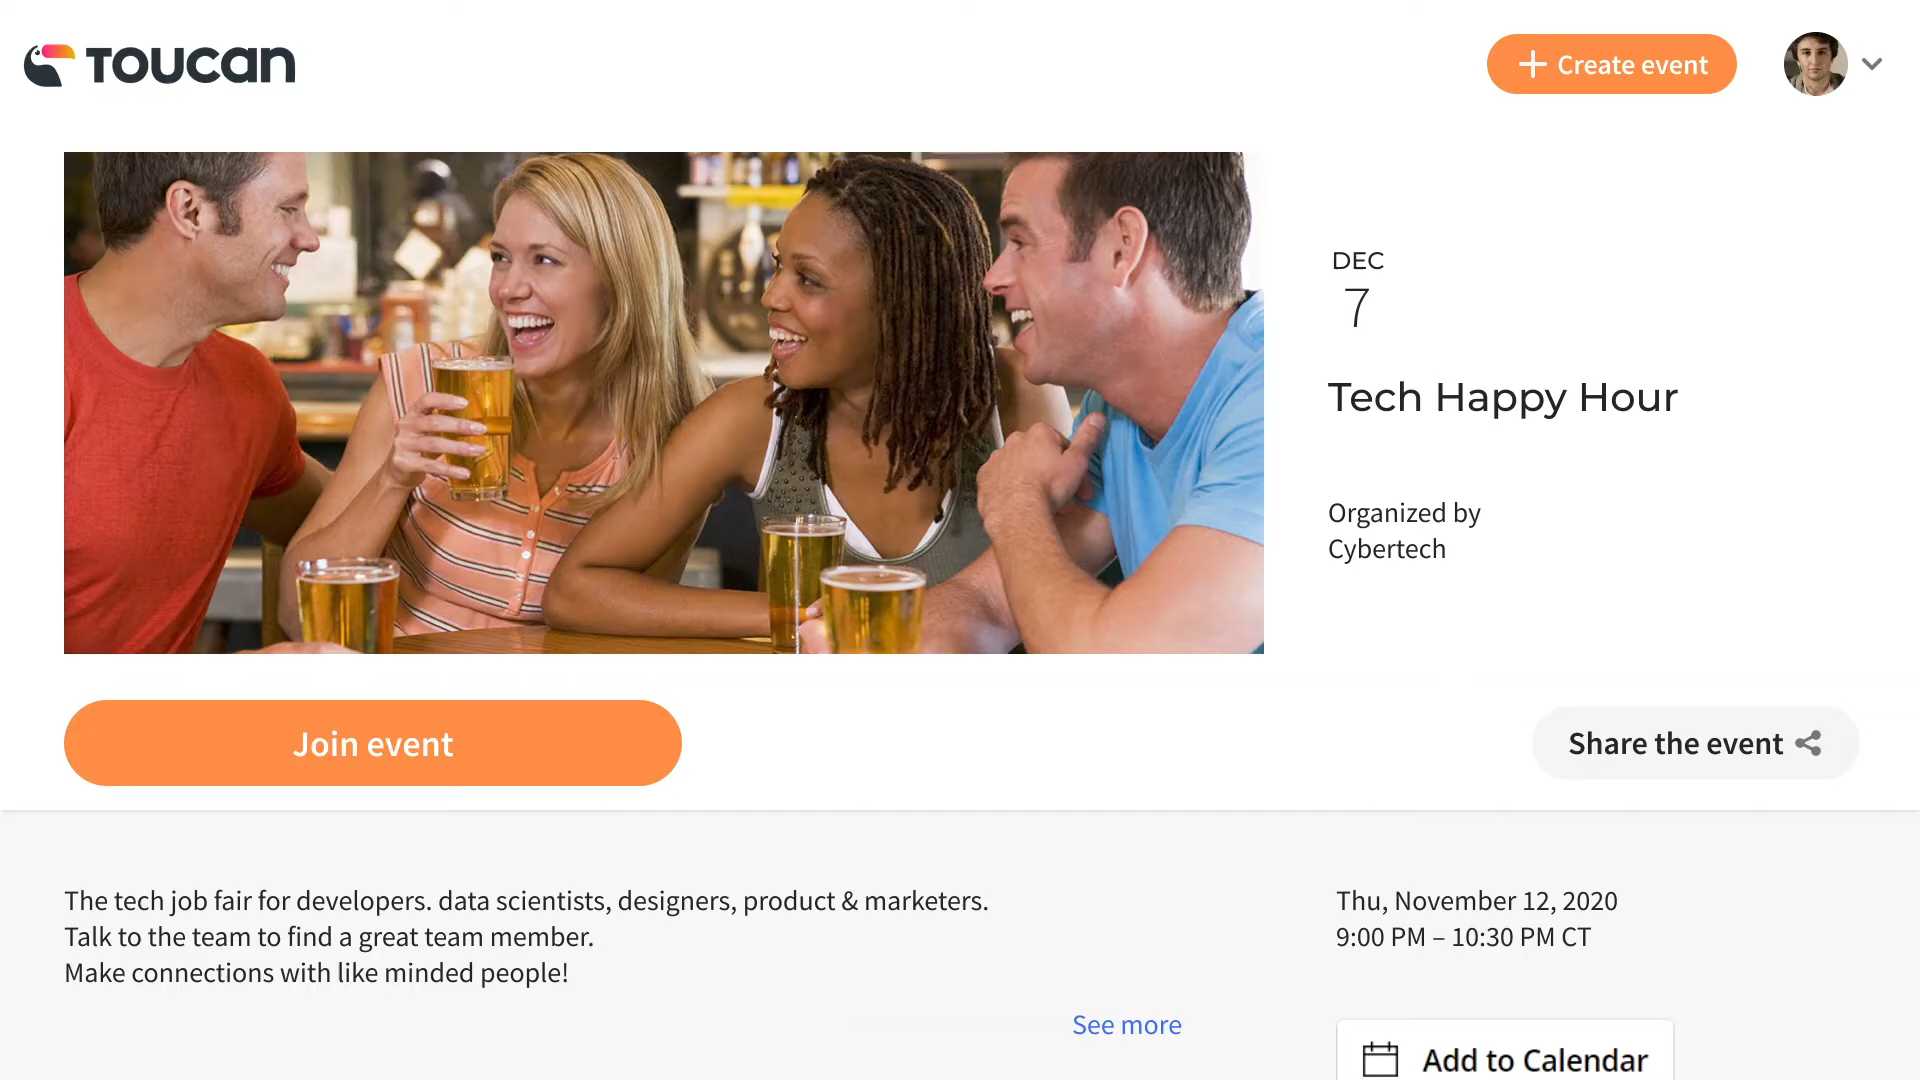 TOUCAN
Create event
DEC
7
Tech Happy Hour
Organized by
Cybertech
Join event
Share the event
The tech job fair for developers. data scientists, designers, product & marketers.
Talk to the team to find a great team member.
Make connections with like minded people!
See more
Thu, November 12, 2020
9:00 PM – 10:30 PM CT
Add to Calendar